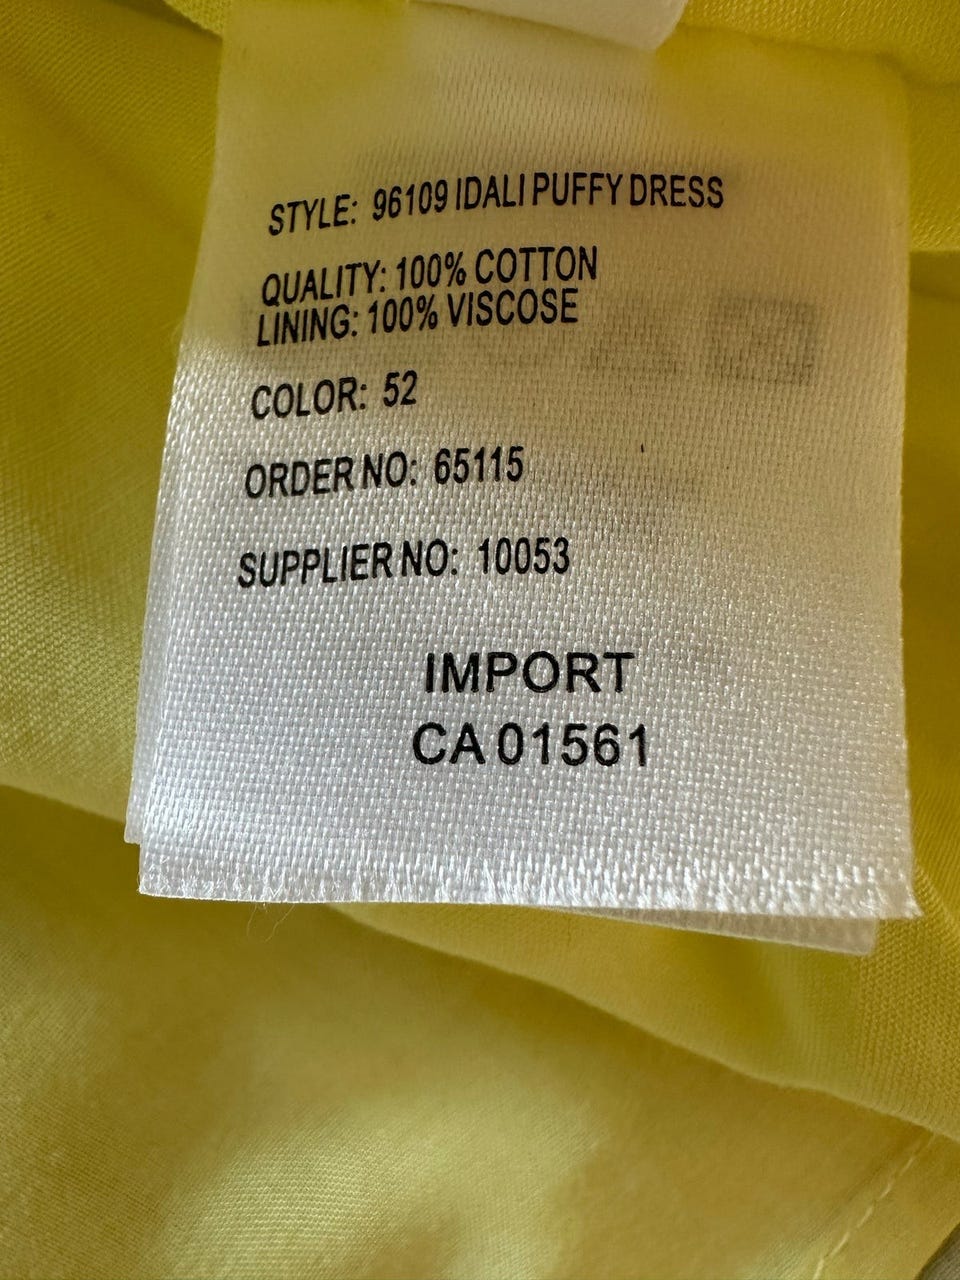 STYLE: 96109 IDALI PUFFY DRESS
QUALITY: 100% COTTON
LINING: 100% VISCOSE
COLOR: 52
ORDER NO: 65115
SUPPLIER NO: 10053
IMPORT
CA 01561